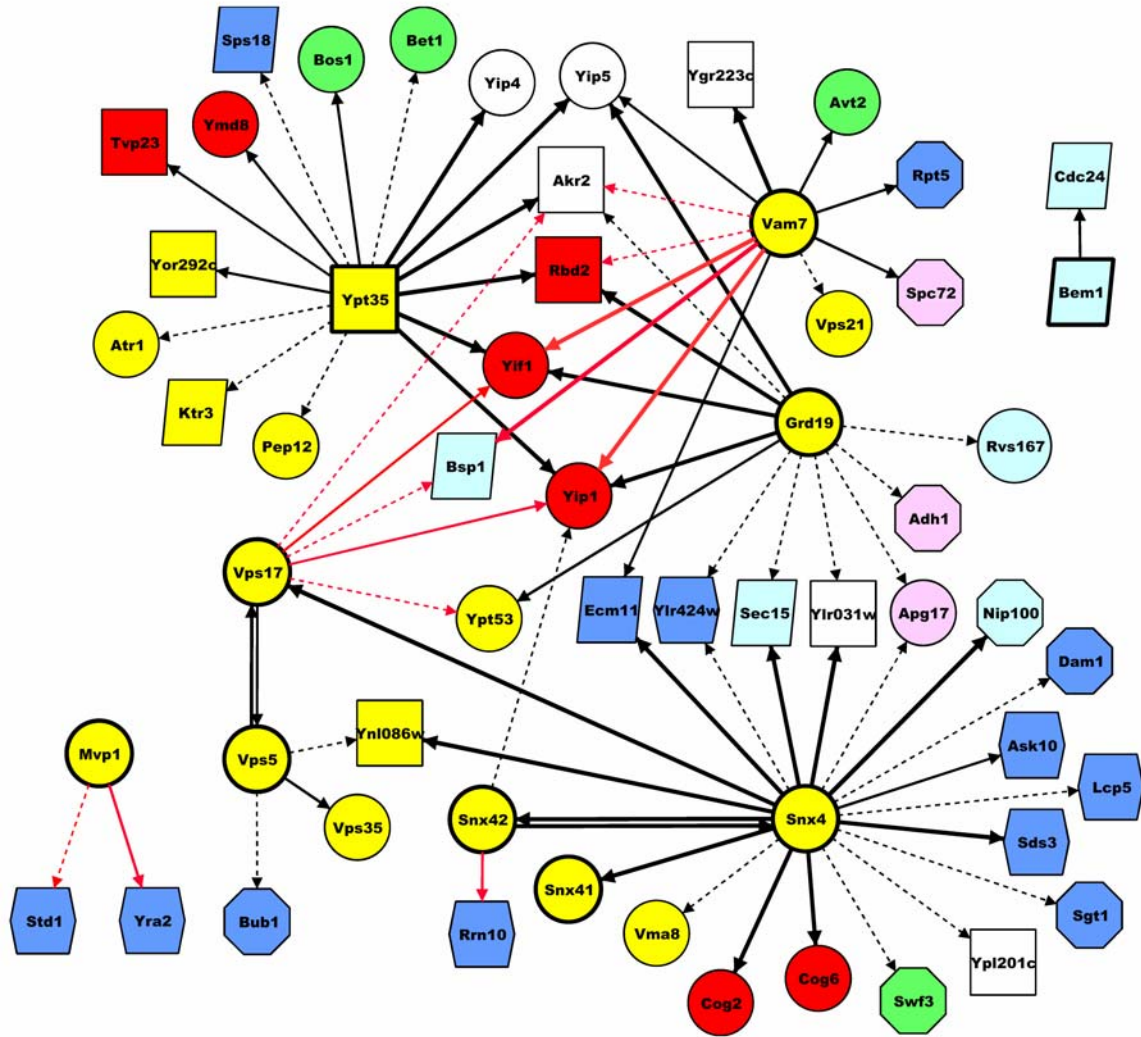 Sps18
Bos1
Bet1
Yip4
Yip5
Ygr223c
Avt2
Tvp23
Ymd8
Akr2
Rpt5
Cdc24
Vam7
Yor292c
Ypt35
Rbd2
Spc72
Bem1
Atr1
Vps21
Yif1
Ktr3
Pep12
Grd19
Rvs167
Bsp1
Yip1
Adh1
Vps17
Ypt53
Ecm11
Ylr424w
Sec15
Ylr031w
Apg17
Nip100
Dam1
Mvp1
Vps5
Ynl086w
Ask10
Lcp5
Vps35
Snx42
Snx4
Sds3
Std1
Yra2
Bub1
Rrn10
Snx41
Vma8
Sgt1
Cog2
Cog6
Swf3
Ypl201c